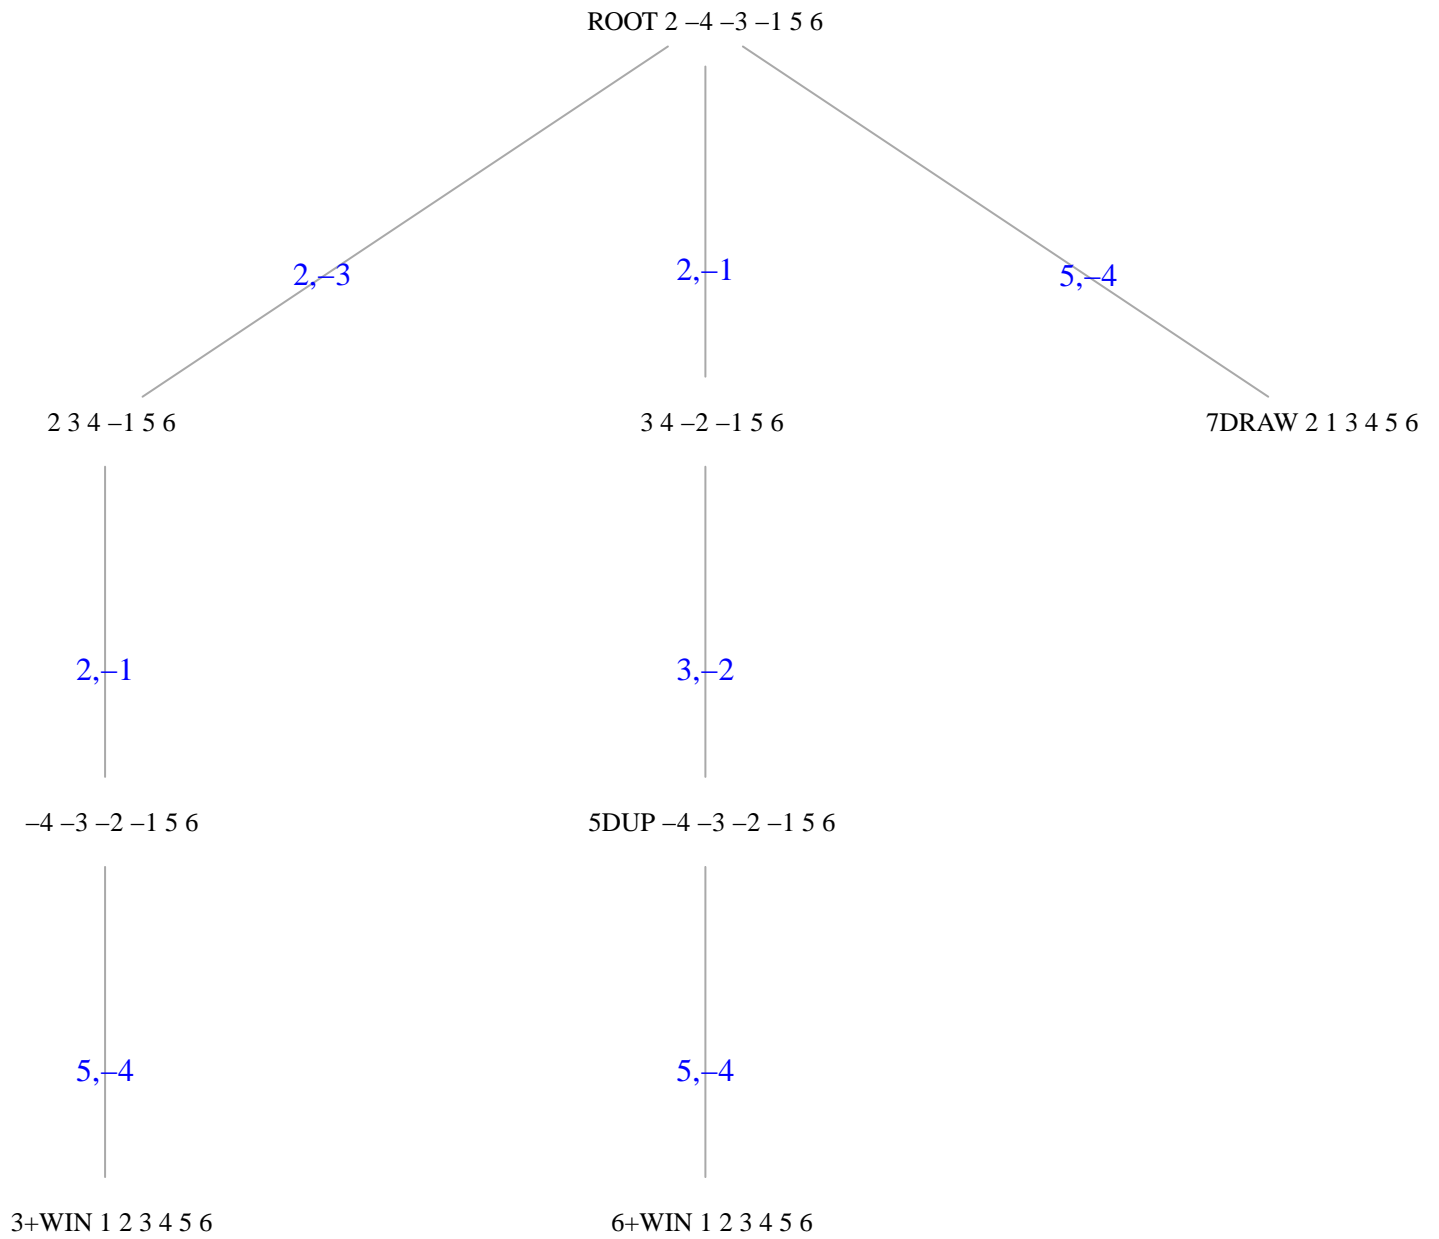 ROOT 2 –4 –3 –1 5 6
2,–3
2,–1
5,–4
2 3 4 –1 5 6
3 4 –2 –1 5 6
7DRAW 2 1 3 4 5 6
2,–1
3,–2
–4 –3 –2 –1 5 6
5DUP –4 –3 –2 –1 5 6
5,–4
5,–4
3+WIN 1 2 3 4 5 6
6+WIN 1 2 3 4 5 6